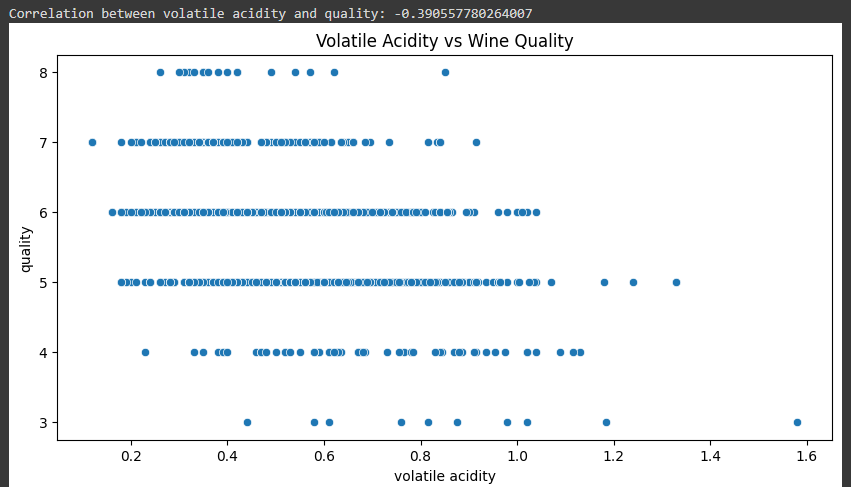 Correlation between volatile acidity and quality: -0.390557780264007
Volatile Acidity vs Wine Quality
8
7
6
5
4
3
quality
0.2 0.4 0.6 0.8 1.0 1.2 1.4 1.6
volatile acidity